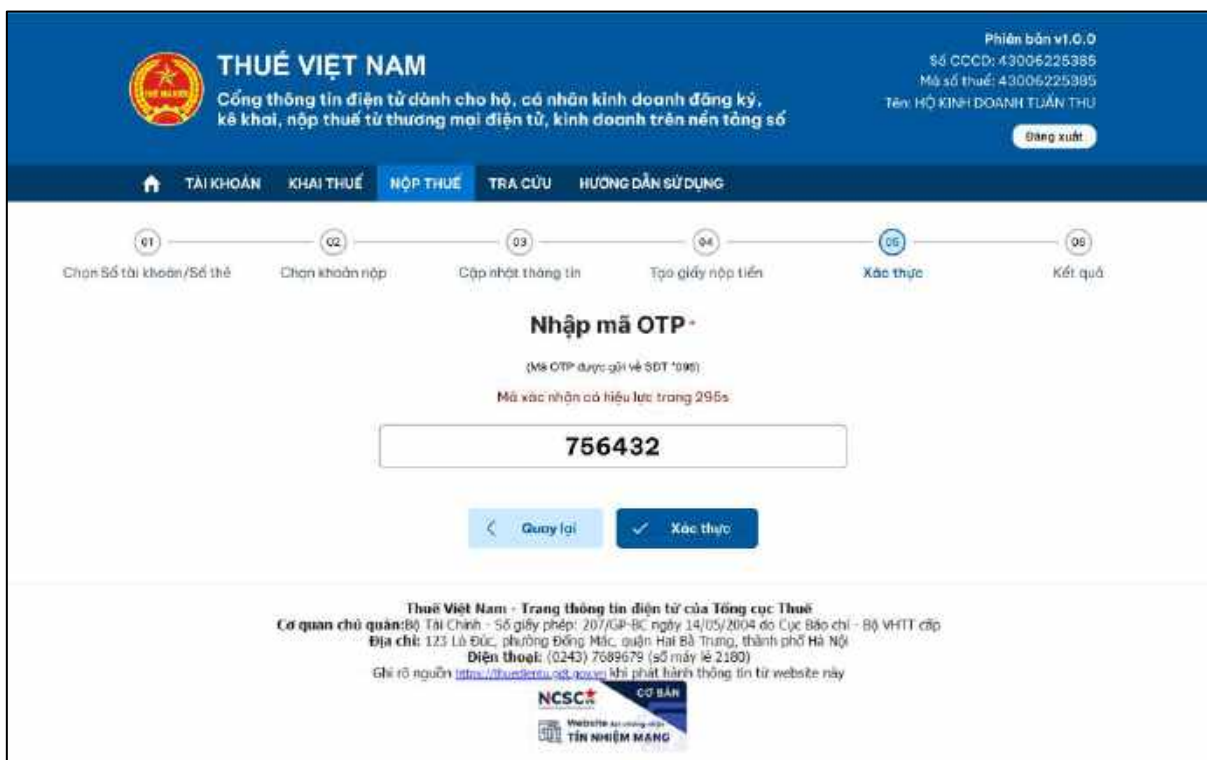 THUẾ VIỆT NAM
Cổng thông tin điện tử dành cho hộ, cá nhân kinh doanh đăng ký,
kê khai, nộp thuế từ thương mại điện tử, kinh doanh trên nền tảng số
Phiên bản v1.0.0
Số CCCD: 43006225385
Mã số thuế: 43006225385
Tên: HỘ KINH DOANH TUẤN THU
Đăng xuất
TÀI KHOẢN KHAI THUẾ NỘP THUẾ TRA CỨU HƯỚNG DẪN SỬ DỤNG
01 02 03 04 05 06
Chọn Số tài khoản/Số thẻ Chọn khoản nộp Cập nhật thông tin Tạo giấy nộp tiền Xác thực Kết quả
Nhập mã OTP *
(Mã OTP được gửi về SĐT *098)
Mã xác nhận có hiệu lực trong 295s
756432
Quay lại Xác thực
Thuế Việt Nam - Trang thông tin điện tử của Tổng cục Thuế
Cơ quan chủ quản:Bộ Tài Chính - Số giấy phép: 207/GP-BC ngày 14/05/2004 do Cục Báo chí - Bộ VHTT cấp
Địa chỉ: 123 Lò Đúc, phường Đống Mác, quận Hai Bà Trưng, thành phố Hà Nội
Điện thoại: (0243) 7689679 (số máy lẻ 2180)
Ghi rõ nguồn https://thuedientu.gdt.gov.vn khi phát hành thông tin từ website này
NCSC CƠ BẢN
Website
TÍN NHIỆM MẠNG